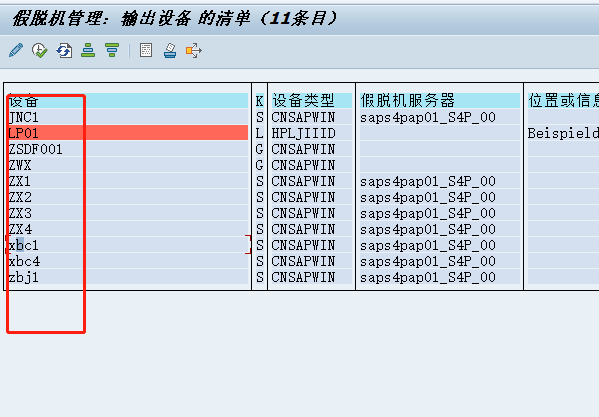 假脱机管理: 输出设备 的清单（11条目）
设备 K 设备类型 假脱机服务器 位置或信息
JNC1 S CNSAPWIN saps4pap01_S4P_00
LP01 L HPLJIIID Beispield
ZSDF001 G CNSAPWIN
ZWX G CNSAPWIN
ZX1 S CNSAPWIN saps4pap01_S4P_00
ZX2 S CNSAPWIN saps4pap01_S4P_00
ZX3 S CNSAPWIN saps4pap01_S4P_00
ZX4 S CNSAPWIN saps4pap01_S4P_00
xbc1 S CNSAPWIN saps4pap01_S4P_00
xbc4 S CNSAPWIN saps4pap01_S4P_00
zbj1 S CNSAPWIN saps4pap01_S4P_00